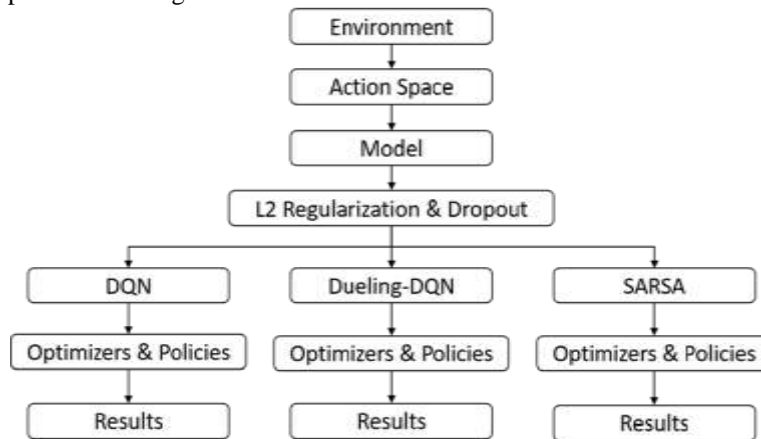 Environment
Action Space
Model
L2 Regularization & Dropout
DQN
Dueling-DQN
SARSA
Optimizers & Policies
Optimizers & Policies
Optimizers & Policies
Results
Results
Results